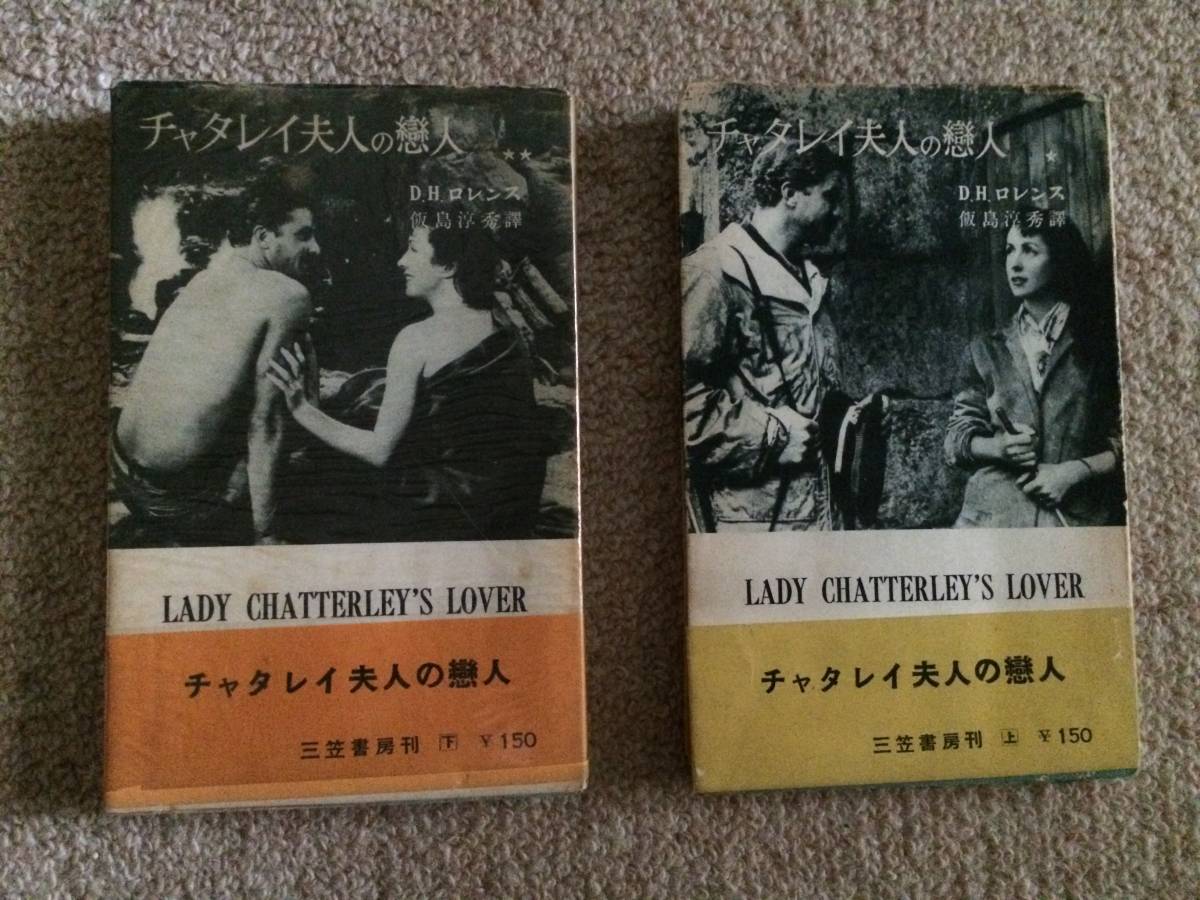 チャタレイ夫人の戀人
★★
D.H.ロレンス
飯島淳秀譯
LADY CHATTERLEY'S LOVER
チャタレイ夫人の戀人
三笠書房刊 下 ¥150
チャタレイ夫人の戀人
★
D.H.ロレンス
飯島淳秀譯
LADY CHATTERLEY'S LOVER
チャタレイ夫人の戀人
三笠書房刊 上 ¥150